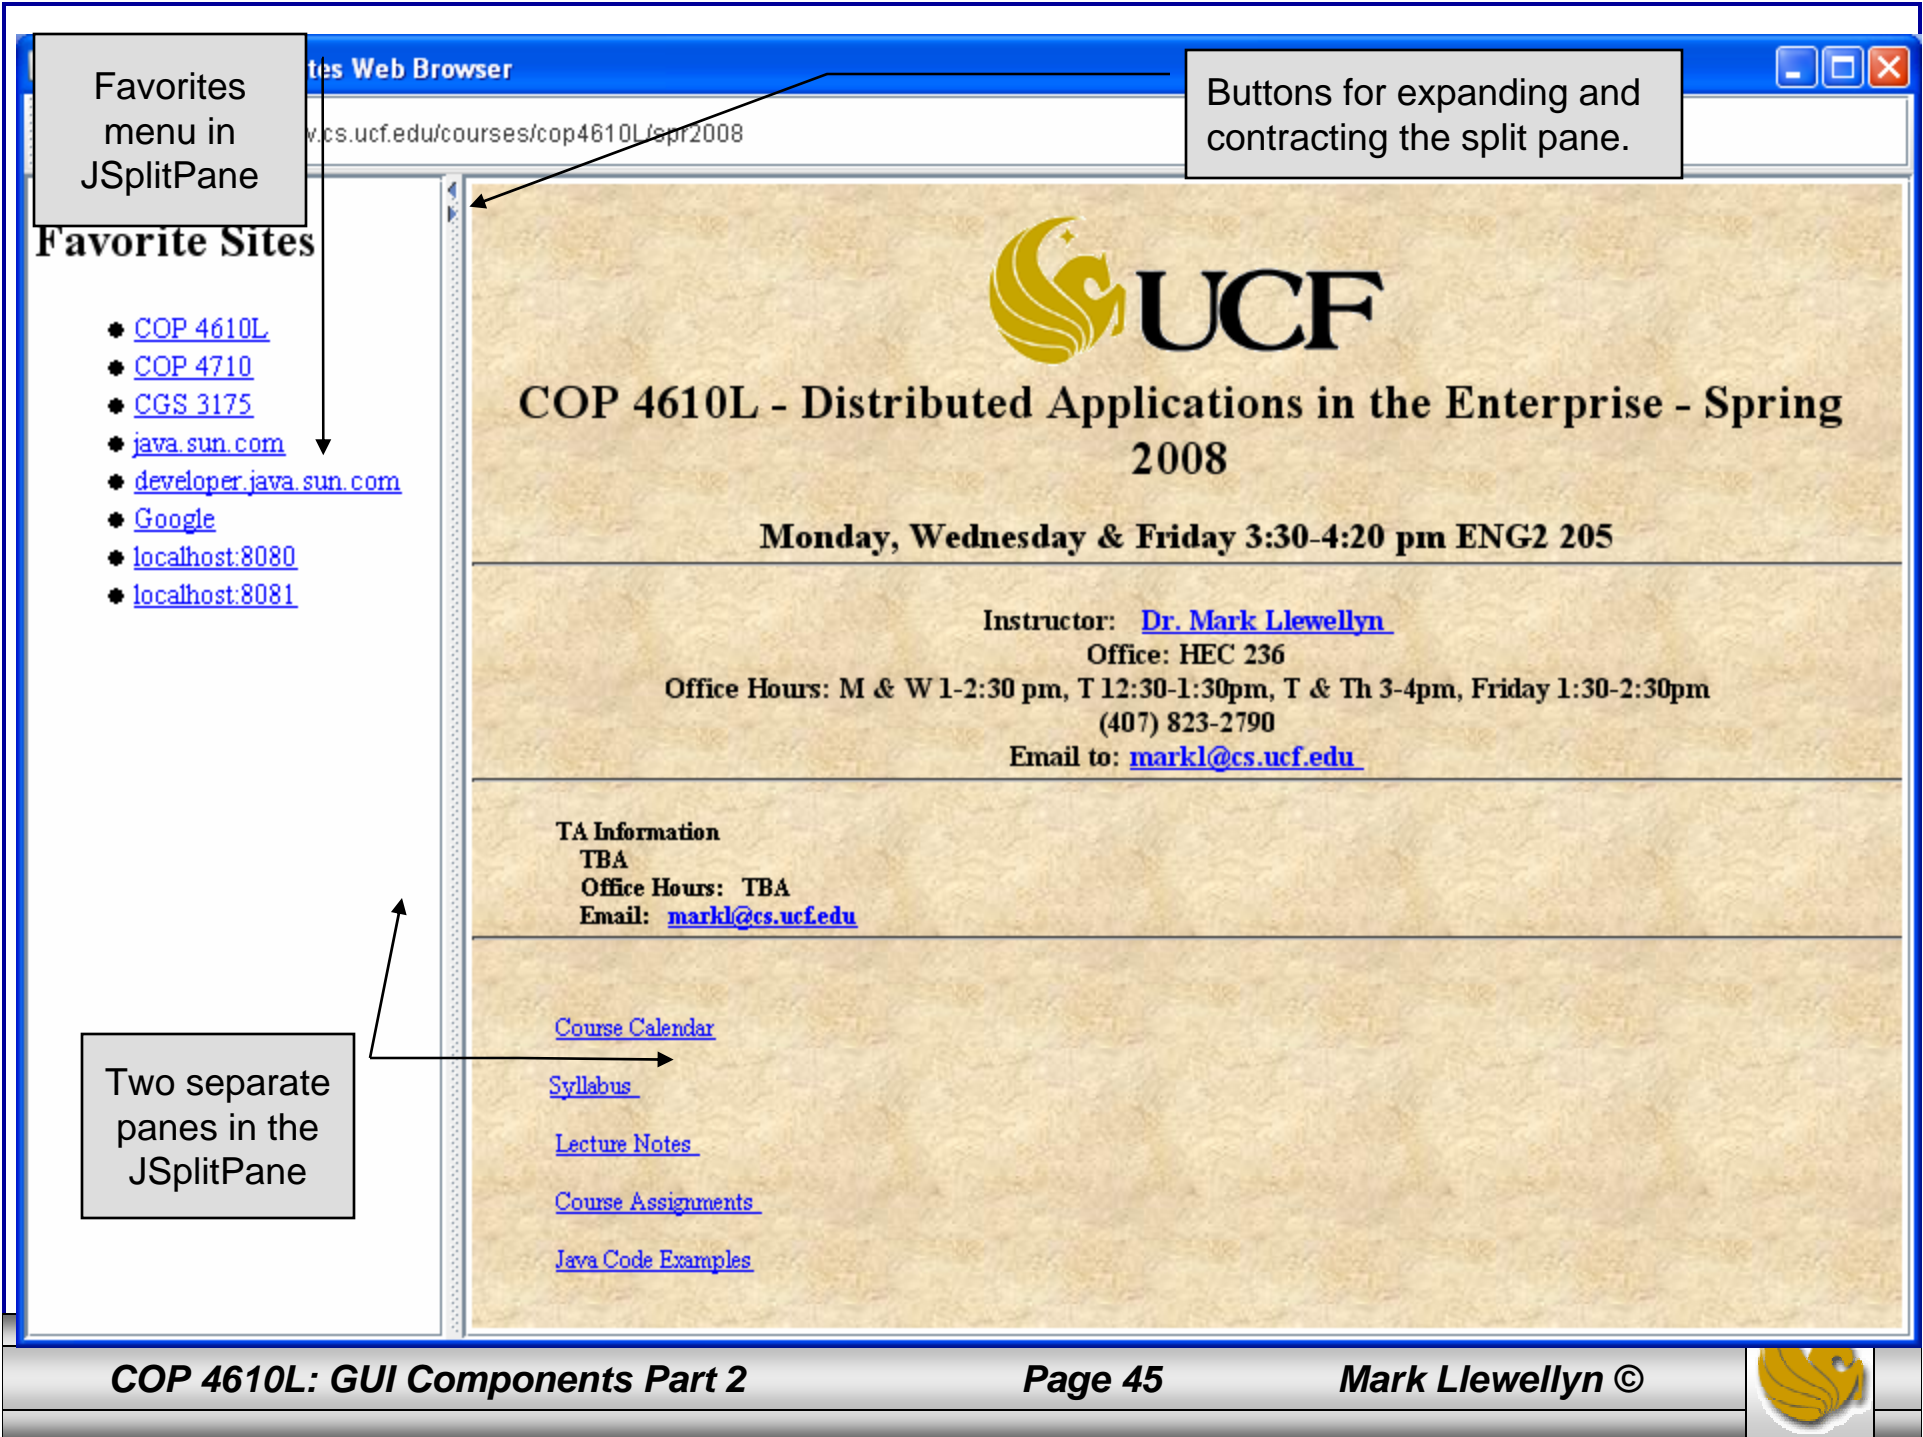 Favorites
menu in
JSplitPane
tes Web Browser
Buttons for expanding and
contracting the split pane.
.cs.ucf.edu/courses/cop4610L/spr2008
Favorite Sites
COP 4610L
COP 4710
CGS 3175
java.sun.com
developer.java.sun.com
Google
localhost:8080
localhost:8081
Two separate
panes in the
JSplitPane
UCF
COP 4610L - Distributed Applications in the Enterprise - Spring
2008
Monday, Wednesday & Friday 3:30-4:20 pm ENG2 205
Instructor: Dr. Mark Llewellyn
Office: HEC 236
Office Hours: M & W 1-2:30 pm, T 12:30-1:30pm, T & Th 3-4pm, Friday 1:30-2:30pm
(407) 823-2790
Email to: markl@cs.ucf.edu
TA Information
TBA
Office Hours: TBA
Email: markl@cs.ucf.edu
Course Calendar
Syllabus
Lecture Notes
Course Assignments
Java Code Examples
COP 4610L: GUI Components Part 2
Page 45
Mark Llewellyn ©